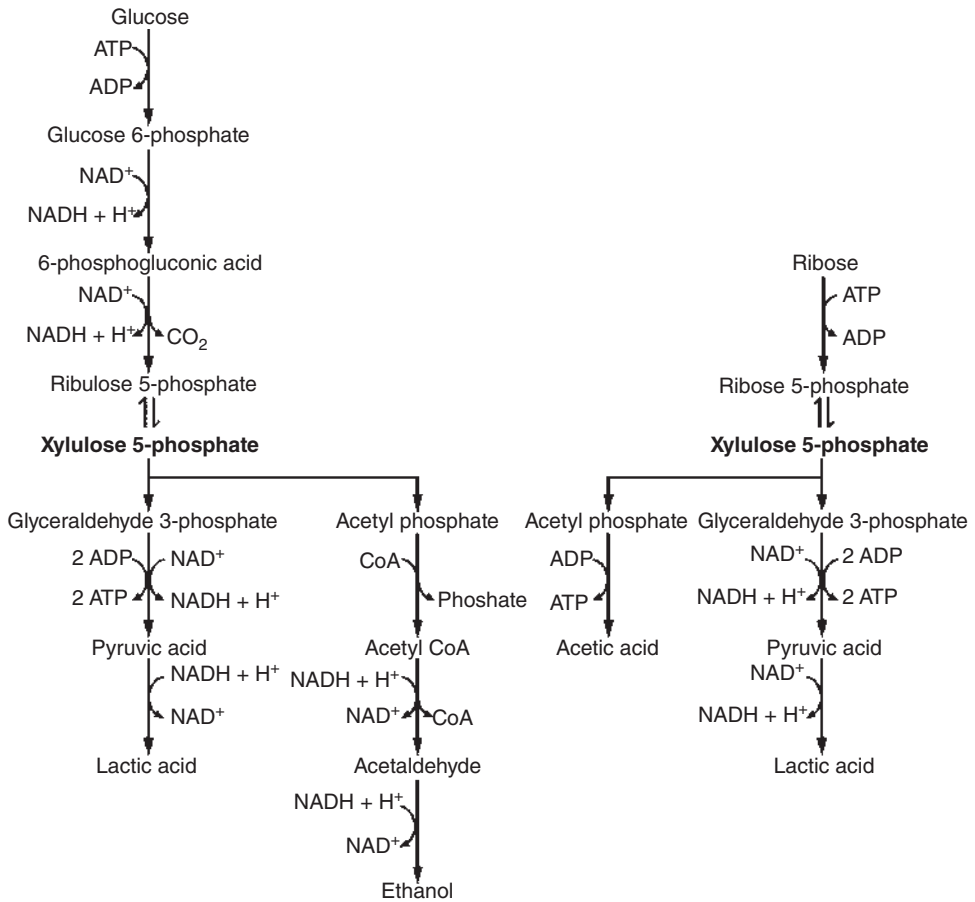 Glucose
ATP
ADP
Glucose 6-phosphate
NAD+
NADH + H+
6-phosphogluconic acid
NAD+
NADH + H+
CO2
Ribulose 5-phosphate
Xylulose 5-phosphate
Glyceraldehyde 3-phosphate
2 ADP
NAD+
2 ATP
NADH + H+
Pyruvic acid
NADH + H+
NAD+
Lactic acid
Acetyl phosphate
CoA
Phoshate
Acetyl CoA
NADH + H+
NAD+
CoA
Acetaldehyde
NADH + H+
NAD+
Ethanol
Ribose
ATP
ADP
Ribose 5-phosphate
Xylulose 5-phosphate
Acetyl phosphate
ADP
ATP
Acetic acid
Glyceraldehyde 3-phosphate
NAD+
2 ADP
NADH + H+
2 ATP
Pyruvic acid
NAD+
NADH + H+
Lactic acid